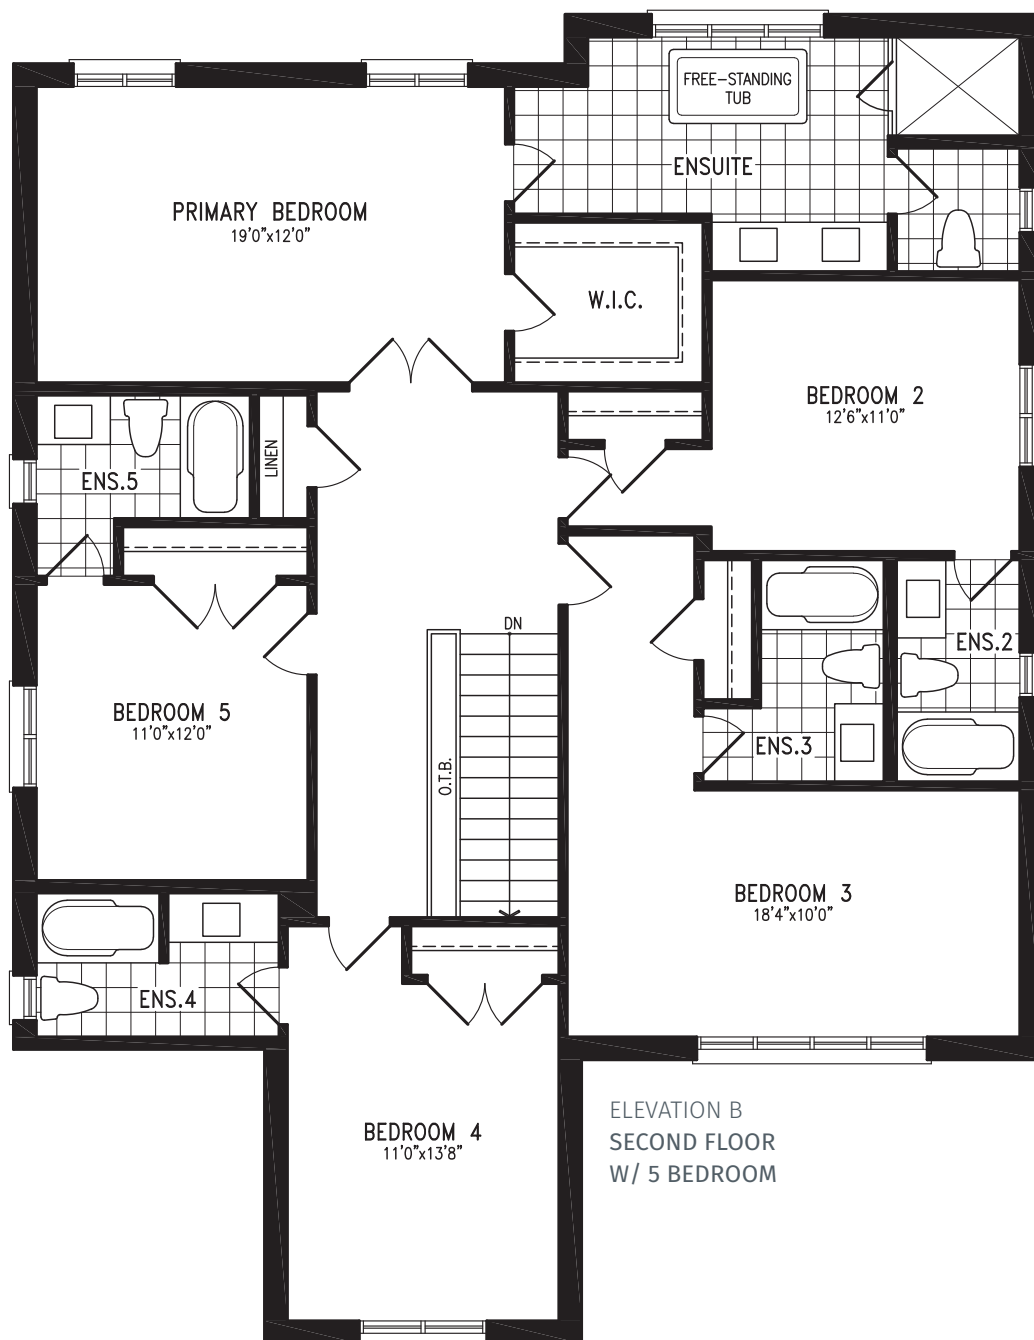 FREE-STANDING
TUB
ENSUITE
PRIMARY BEDROOM
19'0"x12'0"
W.I.C.
BEDROOM 2
12'6"x11'0"
LINEN
ENS.5
DN
ENS.2
BEDROOM 5
11'0"x12'0"
ENS.3
O.T.B.
BEDROOM 3
18'4"x10'0"
ENS.4
BEDROOM 4
11'0"x13'8"
ELEVATION B
SECOND FLOOR
W/ 5 BEDROOM